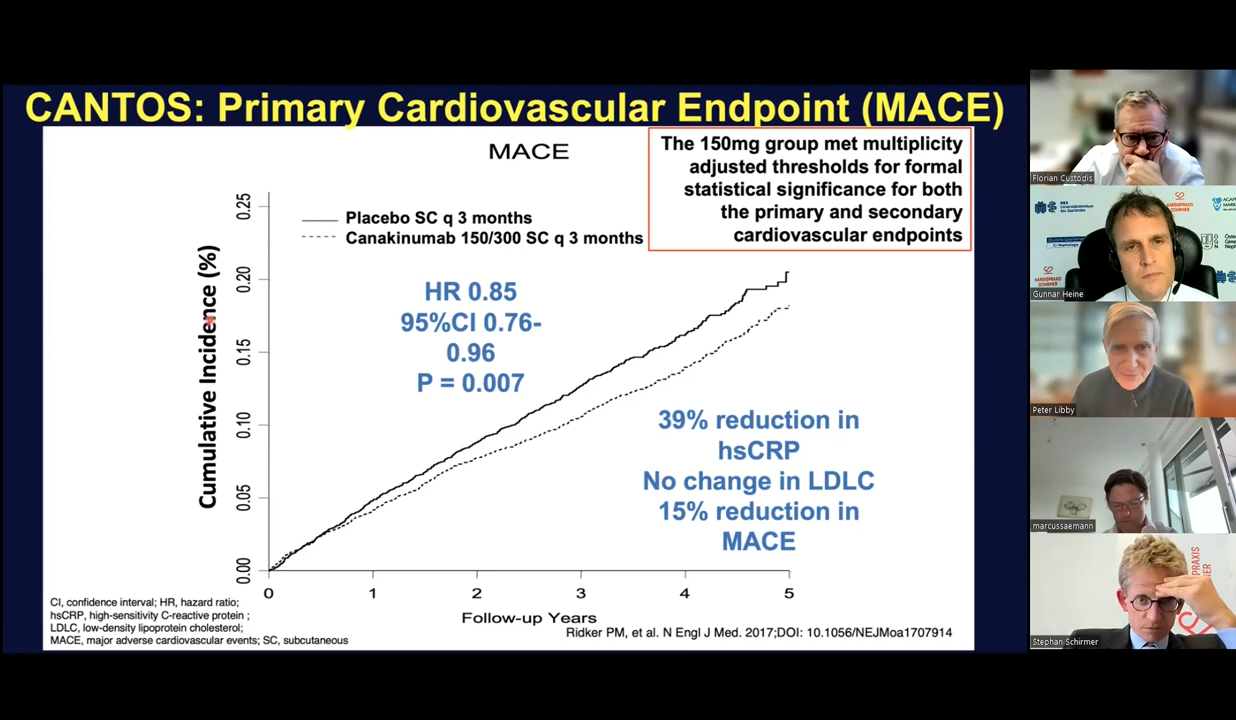 CANTOS: Primary Cardiovascular Endpoint (MACE)
MACE
The 150mg group met multiplicity
adjusted thresholds for formal
statistical significance for both
the primary and secondary
cardiovascular endpoints
Placebo SC q 3 months
Canakinumab 150/300 SC q 3 months
HR 0.85
95%CI 0.76-
0.96
P = 0.007
39% reduction in
hsCRP
No change in LDLC
15% reduction in
MACE
Cumulative Incidence (%)
0.25
0.20
0.15
0.10
0.05
0.00
0 1 2 3 4 5
Follow-up Years
CI, confidence interval; HR, hazard ratio;
hsCRP, high-sensitivity C-reactive protein ;
LDLC, low-density lipoprotein cholesterol;
MACE, major adverse cardiovascular events; SC, subcutaneous
Ridker PM, et al. N Engl J Med. 2017;DOI: 10.1056/NEJMoa1707914
Florian Custodis
Gunnar Heine
Peter Libby
marcussaemann
Stephan Schirmer